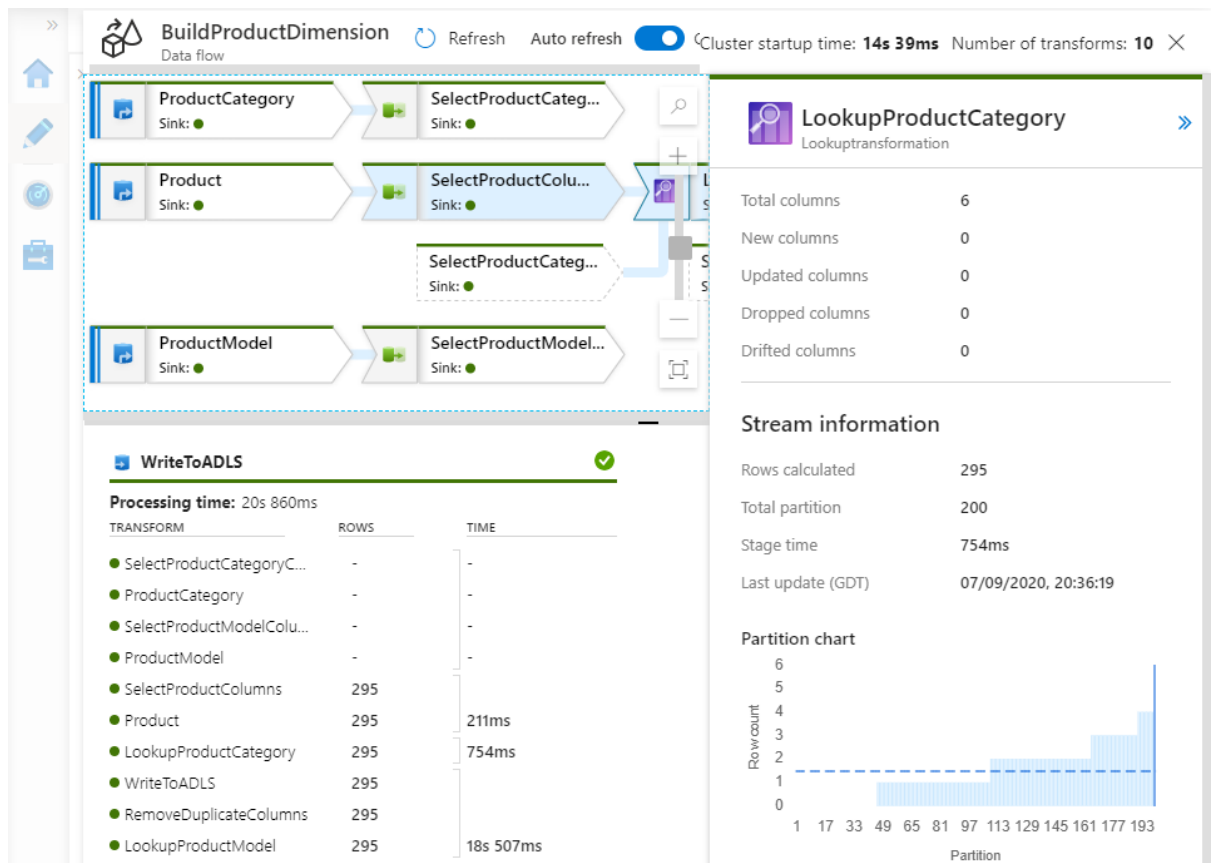 BuildProductDimension
Data flow
Refresh
Auto refresh
Cluster startup time: 14s 39ms
Number of transforms: 10
ProductCategory
Sink:
SelectProductCateg...
Sink:
Product
Sink:
SelectProductColu...
Sink:
SelectProductCateg...
Sink:
ProductModel
Sink:
SelectProductModel...
Sink:
WriteToADLS
Processing time: 20s 860ms
TRANSFORM ROWS TIME
SelectProductCategoryC... - -
ProductCategory - -
SelectProductModelColu... - -
ProductModel - -
SelectProductColumns 295
Product 295 211ms
LookupProductCategory 295 754ms
WriteToADLS 295
RemoveDuplicateColumns 295
LookupProductModel 295 18s 507ms
LookupProductCategory
Lookuptransformation
Total columns 6
New columns 0
Updated columns 0
Dropped columns 0
Drifted columns 0
Stream information
Rows calculated 295
Total partition 200
Stage time 754ms
Last update (GDT) 07/09/2020, 20:36:19
Partition chart
6
5
4
3
2
1
0
Row count
1 17 33 49 65 81 97 113 129 145 161 177 193
Partition